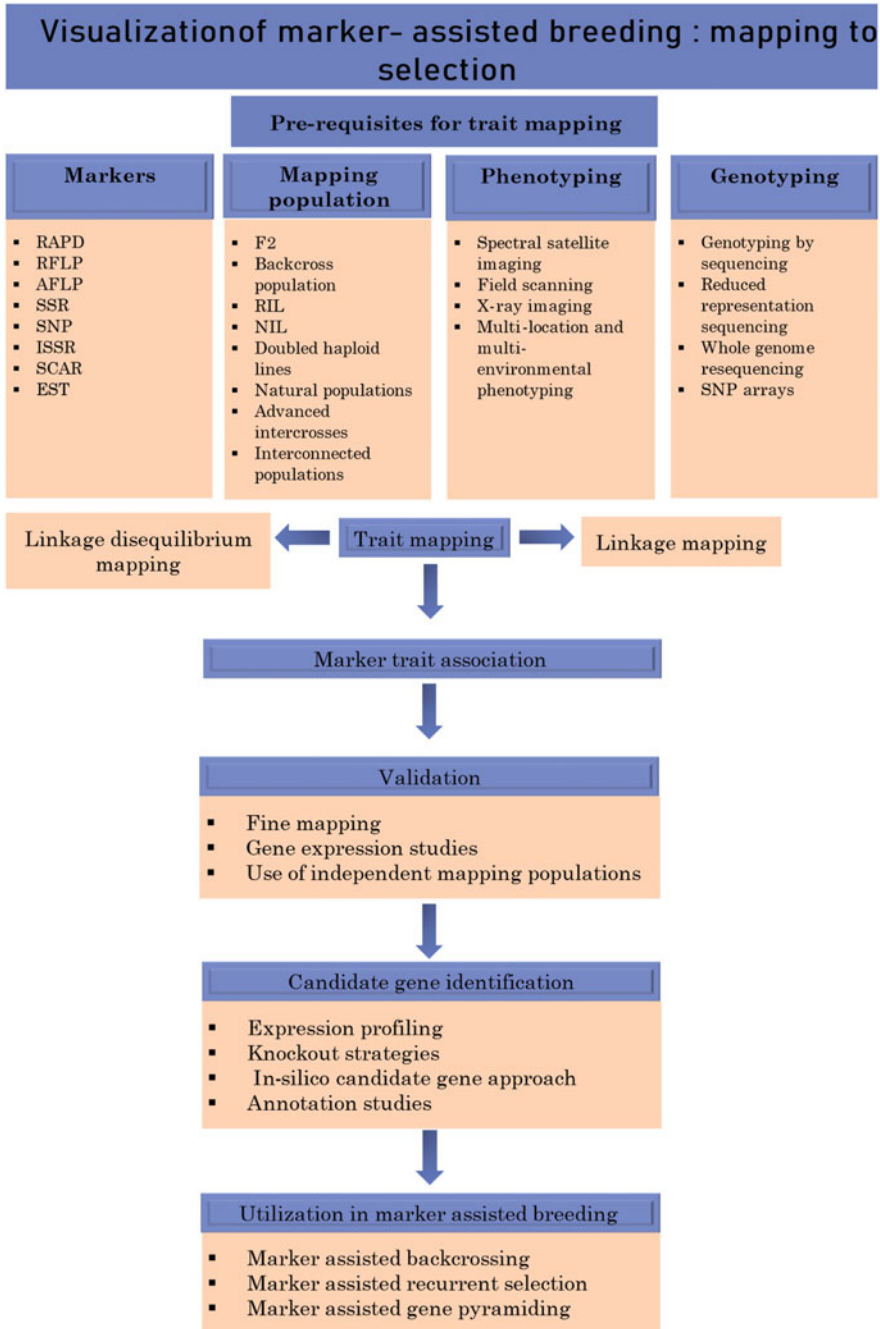 Visualizationof marker- assisted breeding : mapping to
selection
Pre-requisites for trait mapping
Markers
▪ RAPD
▪ RFLP
▪ AFLP
▪ SSR
▪ SNP
▪ ISSR
▪ SCAR
▪ EST
Mapping
population
▪ F2
▪ Backcross
population
▪ RIL
▪ NIL
▪ Doubled haploid
lines
▪ Natural populations
▪ Advanced
intercrosses
▪ Interconnected
populations
Phenotyping
▪ Spectral satellite
imaging
▪ Field scanning
▪ X-ray imaging
▪ Multi-location and
multi-
environmental
phenotyping
Genotyping
▪ Genotyping by
sequencing
▪ Reduced
representation
sequencing
▪ Whole genome
resequencing
▪ SNP arrays
Linkage disequilibrium
mapping
Trait mapping
Linkage mapping
Marker trait association
Validation
▪ Fine mapping
▪ Gene expression studies
▪ Use of independent mapping populations
Candidate gene identification
▪ Expression profiling
▪ Knockout strategies
▪ In-silico candidate gene approach
▪ Annotation studies
Utilization in marker assisted breeding
▪ Marker assisted backcrossing
▪ Marker assisted recurrent selection
▪ Marker assisted gene pyramiding